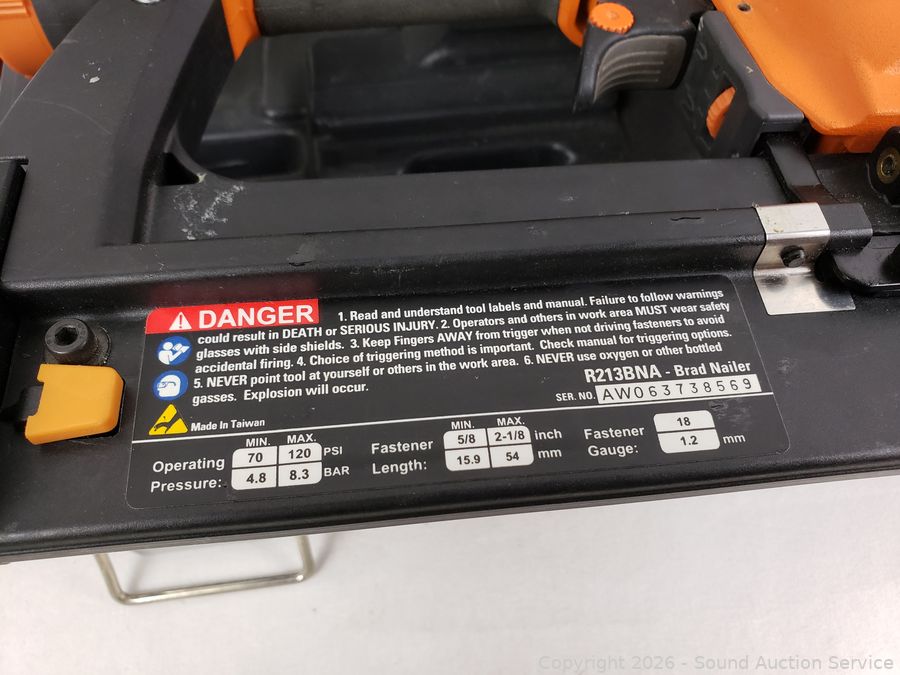 DANGER 1. Read and understand tool labels and manual. Failure to follow warnings
could result in DEATH or SERIOUS INJURY. 2. Operators and others in work area MUST wear safety
glasses with side shields. 3. Keep Fingers AWAY from trigger when not driving fasteners to avoid
accidental firing. 4. Choice of triggering method is important. Check manual for triggering options.
5. NEVER point tool at yourself or others in the work area. 6. NEVER use oxygen or other bottled
gasses. Explosion will occur.
R213BNA - Brad Nailer
SER. NO. AW063738569
Made In Taiwan
MIN. MAX.
Operating Pressure: 70 120 PSI
4.8 8.3 BAR
MIN. MAX.
Fastener Length: 5/8 2-1/8 inch
15.9 54 mm
Fastener Gauge: 18
1.2 mm
Copyright 2026 - Sound Auction Service